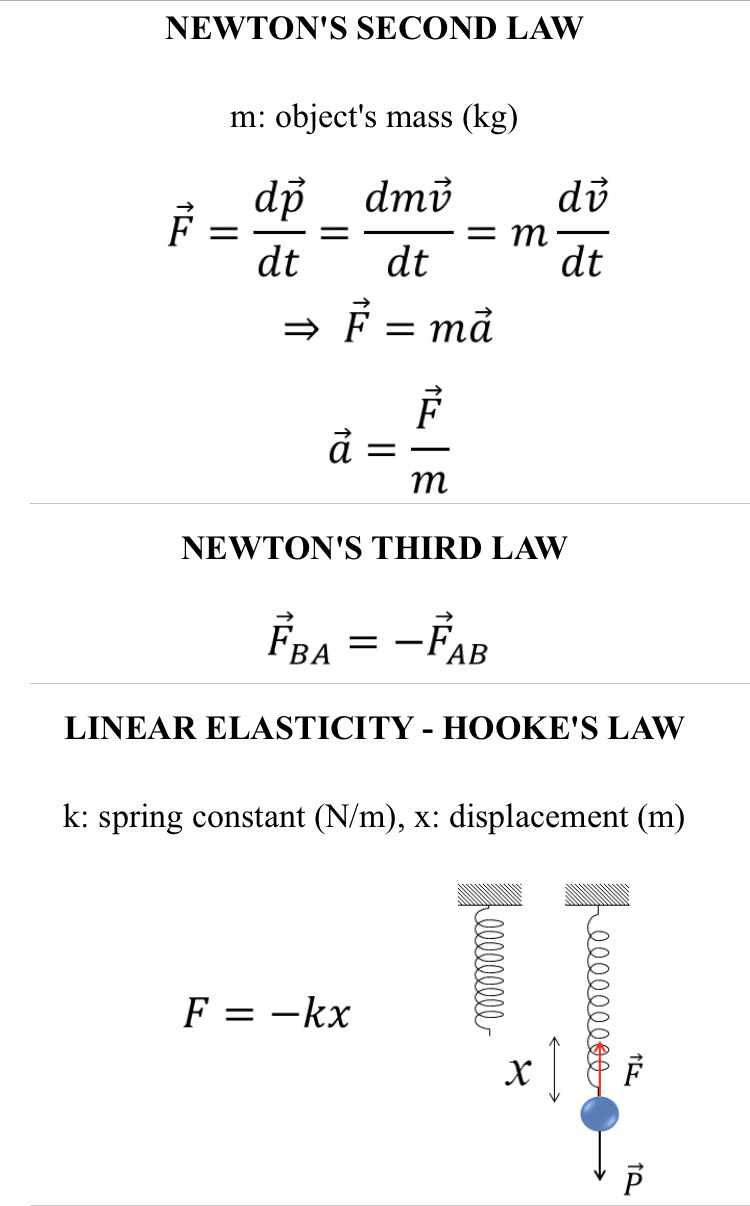 NEWTON'S SECOND LAW
m: object's mass (kg)
$\vec{F} = \frac{d\vec{p}}{dt} = \frac{dm\vec{v}}{dt} = m\frac{d\vec{v}}{dt}$
$\Rightarrow \vec{F} = m\vec{a}$
$\vec{a} = \frac{\vec{F}}{m}$
NEWTON'S THIRD LAW
$\vec{F}_{BA} = -\vec{F}_{AB}$
LINEAR ELASTICITY - HOOKE'S LAW
k: spring constant (N/m), x: displacement (m)
$F = -kx$
$x$
$\vec{F}$
$\vec{P}$